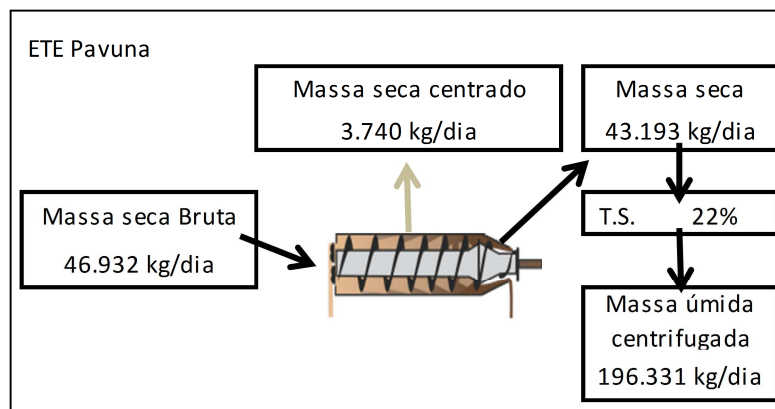 ETE Pavuna
Massa seca centrado
3.740 kg/dia
Massa seca
43.193 kg/dia
Massa seca Bruta
46.932 kg/dia
T.S. 22%
Massa úmida
centrifugada
196.331 kg/dia